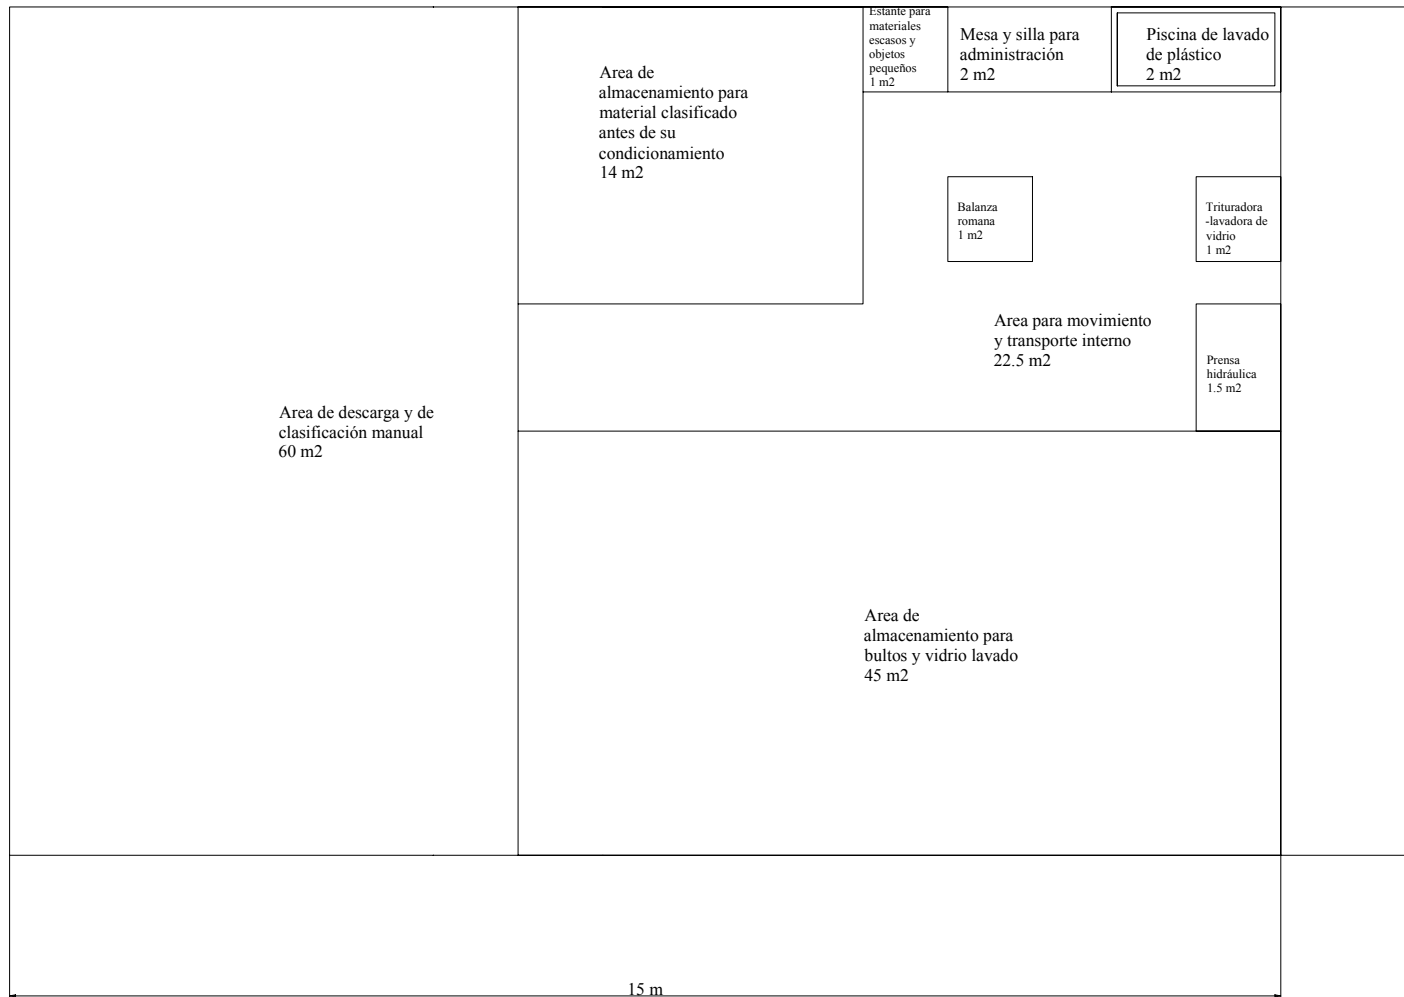 Estante para
materiales
escasos y
objetos
pequeños
1 m2
Mesa y silla para
administración
2 m2
Piscina de lavado
de plástico
2 m2
Area de
almacenamiento para
material clasificado
antes de su
condicionamiento
14 m2
Balanza
romana
1 m2
Trituradora
-lavadora de
vidrio
1 m2
Area para movimiento
y transporte interno
22.5 m2
Prensa
hidráulica
1.5 m2
Area de descarga y de
clasificación manual
60 m2
Area de
almacenamiento para
bultos y vidrio lavado
45 m2
15 m